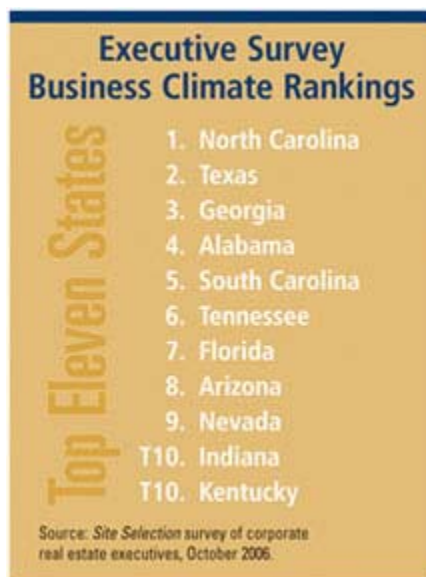 Executive Survey
Business Climate Rankings
Top Eleven States
1. North Carolina
2. Texas
3. Georgia
4. Alabama
5. South Carolina
6. Tennessee
7. Florida
8. Arizona
9. Nevada
T10. Indiana
T10. Kentucky
Source: Site Selection survey of corporate
real estate executives, October 2006.